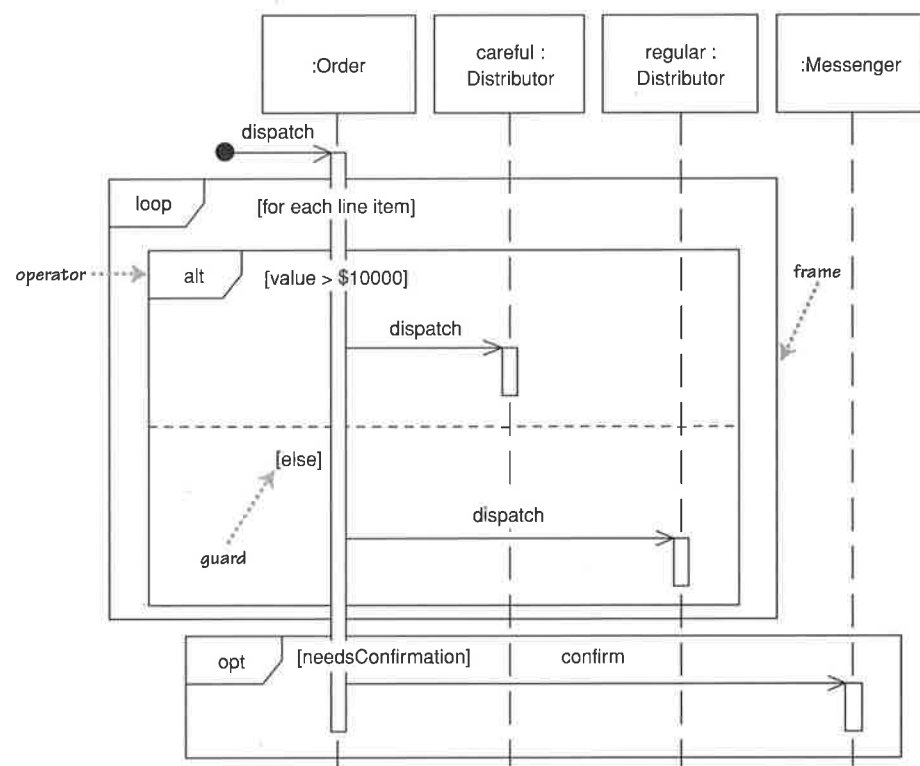 :Order
careful :
Distributor
regular :
Distributor
:Messenger
dispatch
loop
[for each line item]
operator
alt
[value > $10000]
frame
dispatch
[else]
dispatch
guard
opt
[needsConfirmation]
confirm